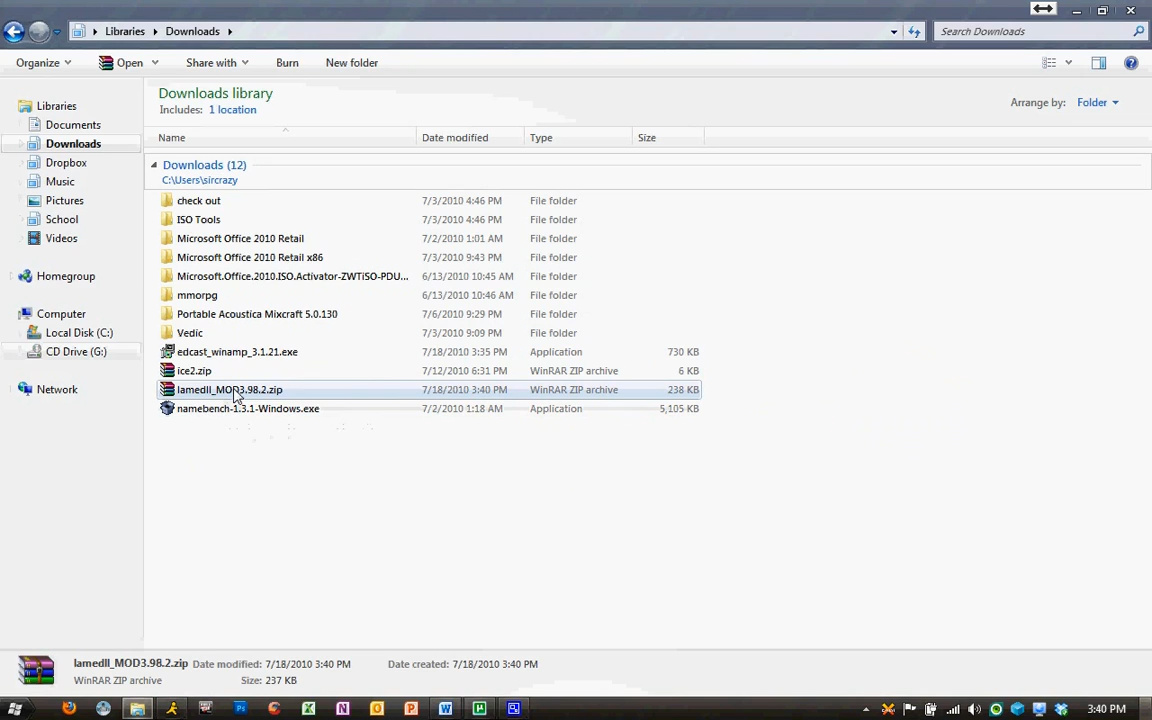 Libraries Downloads Search Downloads
Organize Open Share with Burn New folder
Downloads library
Includes: 1 location Arrange by: Folder
Name Date modified Type Size
Downloads (12)
C:\Users\sircrazy
check out 7/3/2010 4:46 PM File folder
ISO Tools 7/3/2010 4:46 PM File folder
Microsoft Office 2010 Retail 7/2/2010 1:01 AM File folder
Microsoft Office 2010 Retail x86 7/3/2010 9:43 PM File folder
Microsoft.Office.2010.ISO.Activator-ZWTiSO-PDU... 6/13/2010 10:45 AM File folder
mmorpg 6/13/2010 10:46 AM File folder
Portable Acoustica Mixcraft 5.0.130 7/6/2010 9:29 PM File folder
Vedic 7/3/2010 9:09 PM File folder
edcast_winamp_3.1.21.exe 7/18/2010 3:35 PM Application 730 KB
ice2.zip 7/12/2010 6:31 PM WinRAR ZIP archive 6 KB
lamedll_MOD3.98.2.zip 7/18/2010 3:40 PM WinRAR ZIP archive 238 KB
namebench-1.3.1-Windows.exe 7/2/2010 1:18 AM Application 5,105 KB
Libraries
Documents
Downloads
Dropbox
Music
Pictures
School
Videos
Homegroup
Computer
Local Disk (C:)
CD Drive (G:)
Network
lamedll_MOD3.98.2.zip Date modified: 7/18/2010 3:40 PM Date created: 7/18/2010 3:40 PM
WinRAR ZIP archive Size: 237 KB
3:40 PM